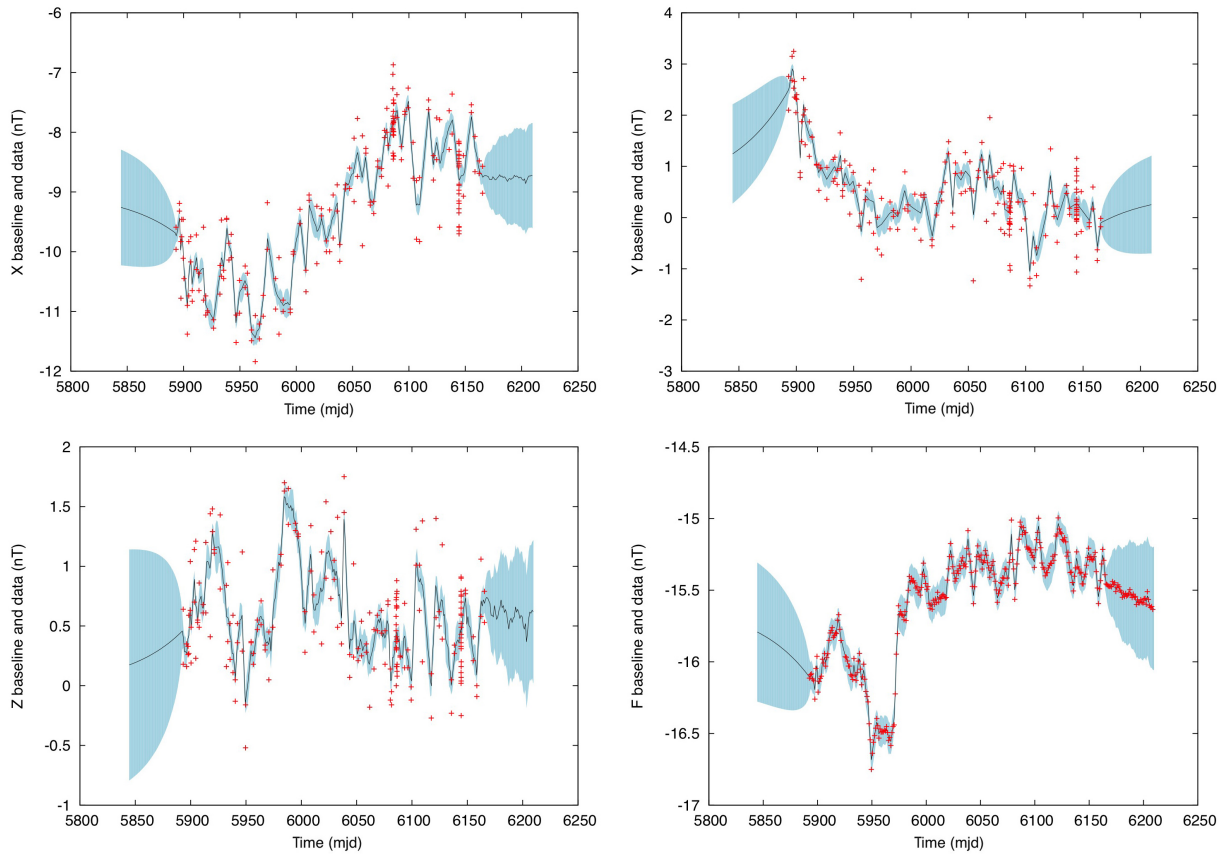 -6
-7
-8
-9
-10
-11
-12
X baseline and data (nT)
5800 5850 5900 5950 6000 6050 6100 6150 6200 6250
Time (mjd)
4
3
2
1
0
-1
-2
-3
Y baseline and data (nT)
5800 5850 5900 5950 6000 6050 6100 6150 6200 6250
Time (mjd)
2
1.5
1
0.5
0
-0.5
-1
Z baseline and data (nT)
5800 5850 5900 5950 6000 6050 6100 6150 6200 6250
Time (mjd)
-14.5
-15
-15.5
-16
-16.5
-17
F baseline and data (nT)
5800 5850 5900 5950 6000 6050 6100 6150 6200 6250
Time (mjd)